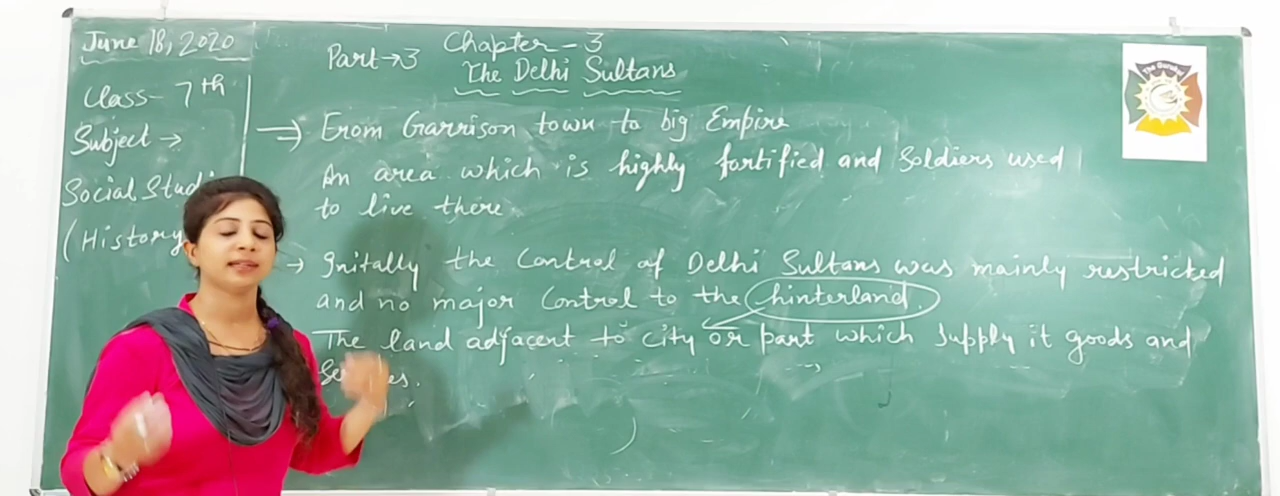 June 18, 2020
Class- 7th
Subject →
Social Studi
(History
Part→3 Chapter - 3
The Delhi Sultans
⇒ From Garrison town to big Empire
An area which is highly fortified and Soldiers used
to live there
→ Initally the Control of Delhi Sultans was mainly restricted
and no major Control to the hinterland.
The land adjacent to city or part which supply it goods and